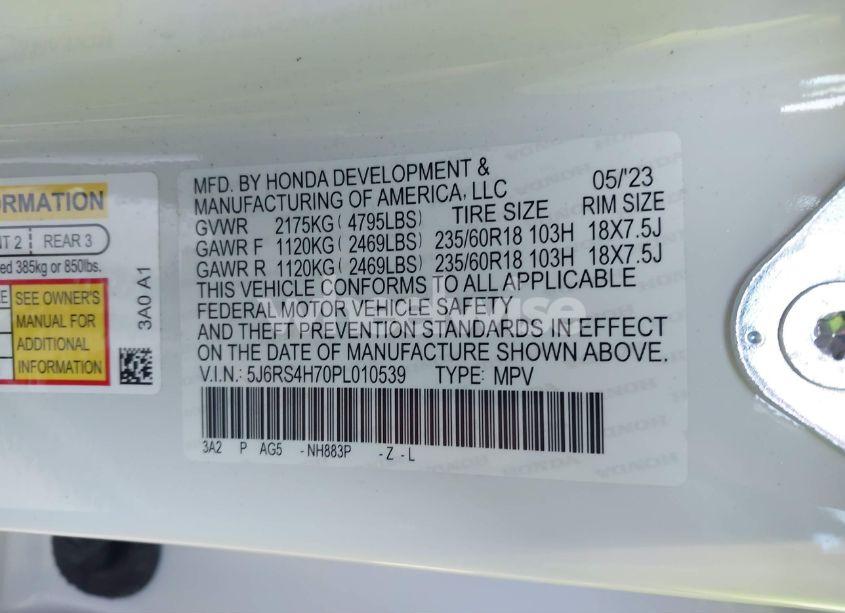 ORMATION
NT 2 REAR 3
ed 385kg or 850lbs.
SEE OWNER'S
MANUAL FOR
ADDITIONAL
INFORMATION
3A0 A1
MFD. BY HONDA DEVELOPMENT &
MANUFACTURING OF AMERICA, LLC 05/'23
GVWR 2175KG( 4795LBS) TIRE SIZE RIM SIZE
GAWR F 1120KG( 2469LBS) 235/60R18 103H 18X7.5J
GAWR R 1120KG( 2469LBS) 235/60R18 103H 18X7.5J
THIS VEHICLE CONFORMS TO ALL APPLICABLE
FEDERAL MOTOR VEHICLE SAFETY
AND THEFT PREVENTION STANDARDS IN EFFECT
ON THE DATE OF MANUFACTURE SHOWN ABOVE.
V.I.N.: 5J6RS4H70PL010539 TYPE: MPV
3A2 P AG5 -NH883P -Z -L